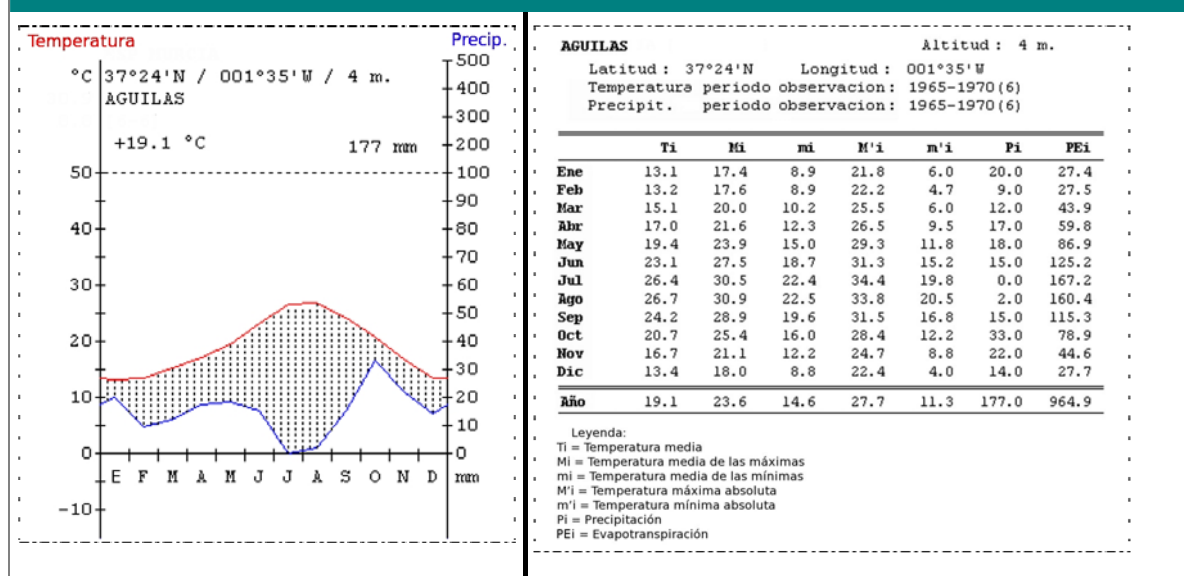 Temperatura
Precip.
°C
37°24'N / 001°35'W / 4 m.
AGUILAS
+19.1 °C
177 mm
500
400
300
200
50
100
90
40
80
70
30
60
50
20
40
30
10
20
10
0
0
E F M A M J J A S O N D
mm
-10
AGUILAS Altitud : 4 m.
Latitud : 37°24'N Longitud : 001°35'W
Temperatura periodo observacion: 1965-1970(6)
Precipit. periodo observacion: 1965-1970(6)
Ti Mi mi M'i m'i Pi PEi
Ene 13.1 17.4 8.9 21.8 6.0 20.0 27.4
Feb 13.2 17.6 8.9 22.2 4.7 9.0 27.5
Mar 15.1 20.0 10.2 25.5 6.0 12.0 43.9
Abr 17.0 21.6 12.3 26.5 9.5 17.0 59.8
May 19.4 23.9 15.0 29.3 11.8 18.0 86.9
Jun 23.1 27.5 18.7 31.3 15.2 15.0 125.2
Jul 26.4 30.5 22.4 34.4 19.8 0.0 167.2
Ago 26.7 30.9 22.5 33.8 20.5 2.0 160.4
Sep 24.2 28.9 19.6 31.5 16.8 15.0 115.3
Oct 20.7 25.4 16.0 28.4 12.2 33.0 78.9
Nov 16.7 21.1 12.2 24.7 8.8 22.0 44.6
Dic 13.4 18.0 8.8 22.4 4.0 14.0 27.7
Año 19.1 23.6 14.6 27.7 11.3 177.0 964.9
Leyenda:
Ti = Temperatura media
Mi = Temperatura media de las máximas
mi = Temperatura media de las mínimas
M'i = Temperatura máxima absoluta
m'i = Temperatura mínima absoluta
Pi = Precipitación
PEi = Evapotranspiración